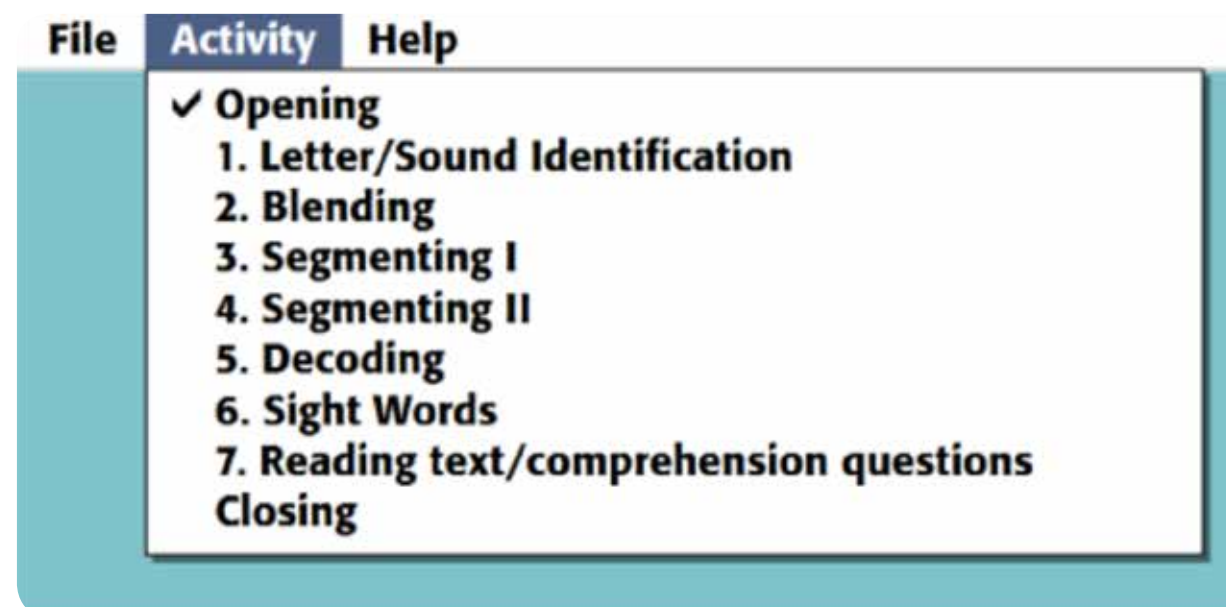 File Activity Help
✓ Opening
1. Letter/Sound Identification
2. Blending
3. Segmenting I
4. Segmenting II
5. Decoding
6. Sight Words
7. Reading text/comprehension questions
Closing